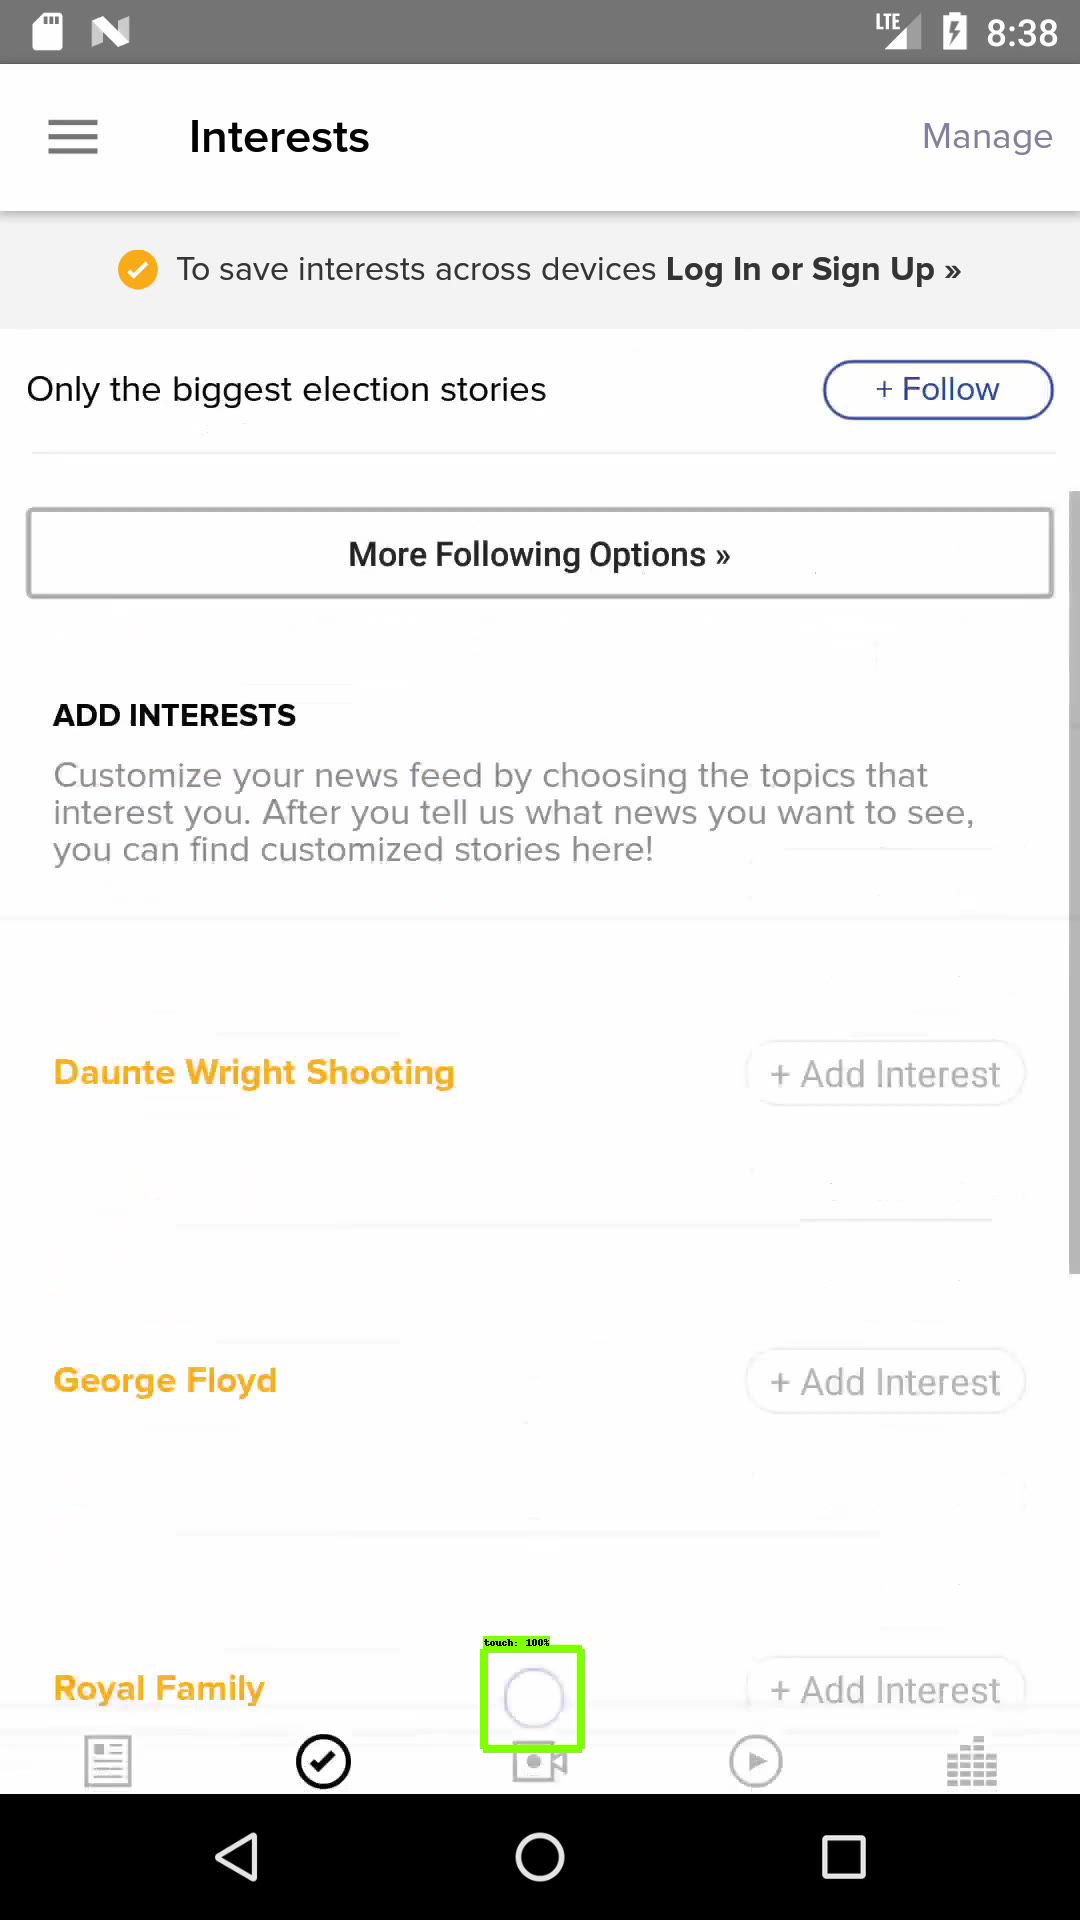 LTE 8:38
Interests Manage
To save interests across devices Log In or Sign Up »
Only the biggest election stories + Follow
More Following Options »
ADD INTERESTS
Customize your news feed by choosing the topics that
interest you. After you tell us what news you want to see,
you can find customized stories here!
Daunte Wright Shooting + Add Interest
George Floyd + Add Interest
touch: 100%
Royal Family + Add Interest